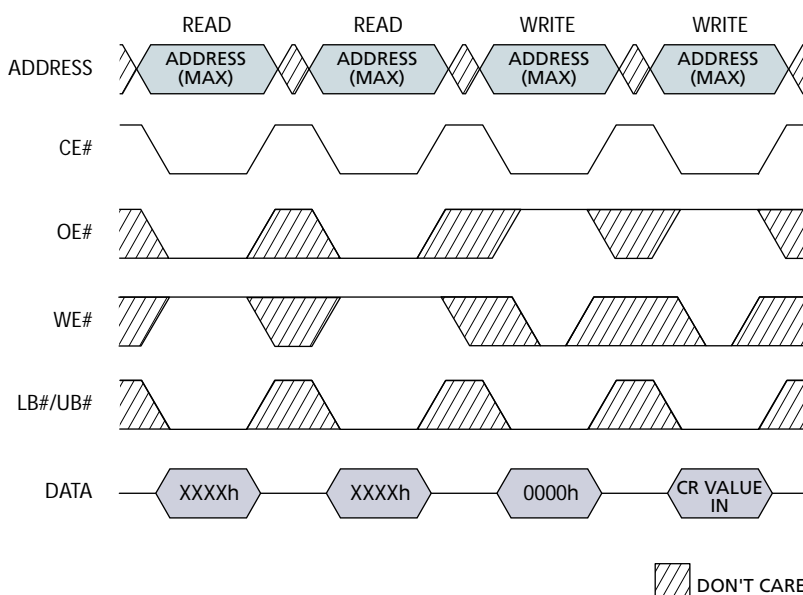 READ READ WRITE WRITE
ADDRESS
ADDRESS (MAX)
ADDRESS (MAX)
ADDRESS (MAX)
ADDRESS (MAX)
CE#
OE#
WE#
LB#/UB#
DATA XXXXh XXXXh 0000h CR VALUE IN
DON'T CARE